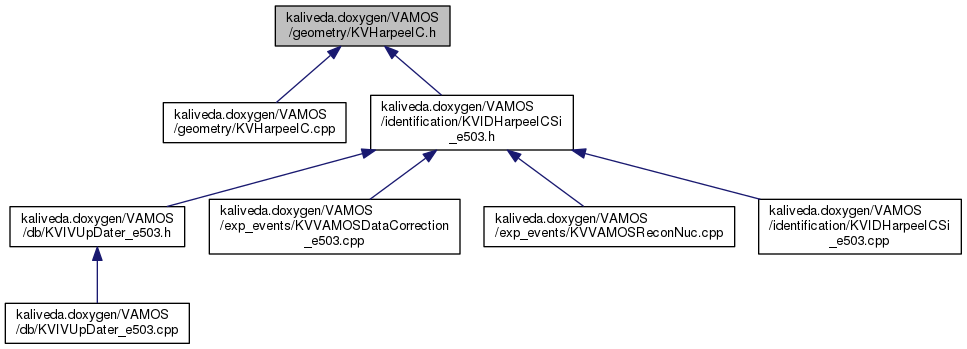 kaliveda.doxygen/VAMOS
/geometry/KVHarpeeIC.h
kaliveda.doxygen/VAMOS
/geometry/KVHarpeeIC.cpp
kaliveda.doxygen/VAMOS
/identification/KVIDHarpeeICSi
_e503.h
kaliveda.doxygen/VAMOS
/db/KVIVUpDater_e503.h
kaliveda.doxygen/VAMOS
/exp_events/KVVAMOSDataCorrection
_e503.cpp
kaliveda.doxygen/VAMOS
/exp_events/KVVAMOSReconNuc.cpp
kaliveda.doxygen/VAMOS
/identification/KVIDHarpeeICSi
_e503.cpp
kaliveda.doxygen/VAMOS
/db/KVIVUpDater_e503.cpp